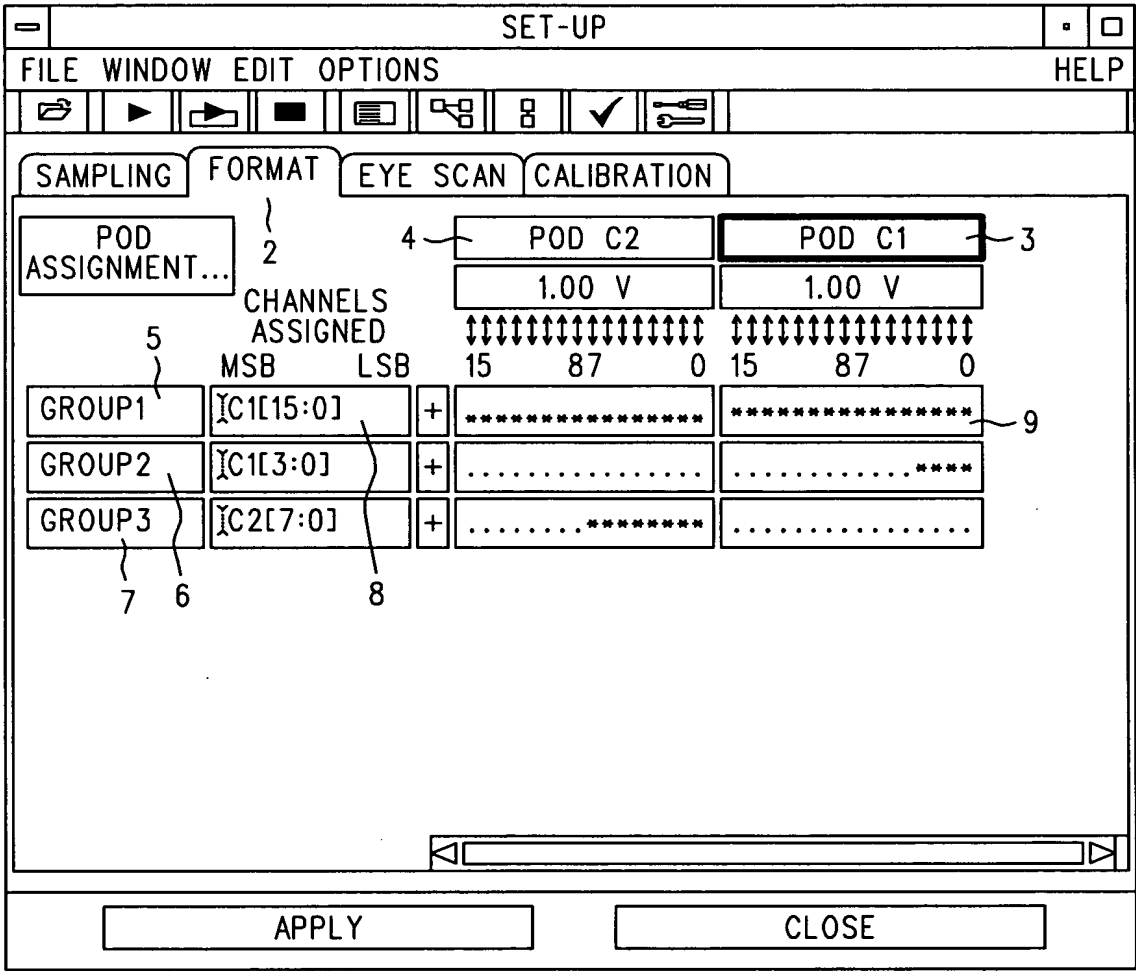 SET-UP
FILE WINDOW EDIT OPTIONS HELP
SAMPLING FORMAT EYE SCAN CALIBRATION
POD ASSIGNMENT...
2
4 POD C2 POD C1 3
1.00 V 1.00 V
CHANNELS
ASSIGNED
5
MSB LSB 15 87 0 15 87 0
GROUP1 C1[15:0] + **************** **************** 9
GROUP2 C1[3:0] + ................ ............****
GROUP3 C2[7:0] + ........******** ................
7 6 8
APPLY CLOSE